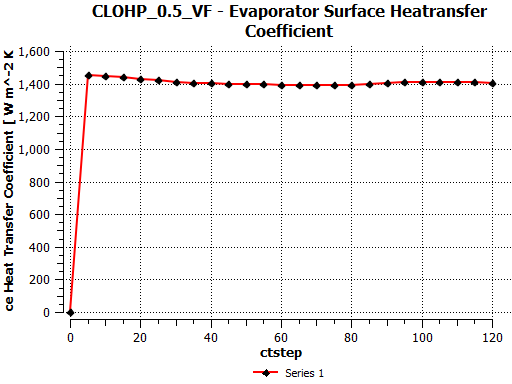 CLOHP_0.5_VF - Evaporator Surface Heatransfer
Coefficient
ce Heat Transfer Coefficient [ W m^-2 K
1,600
1,400
1,200
1,000
800
600
400
200
0
0 20 40 60 80 100 120
ctstep
Series 1